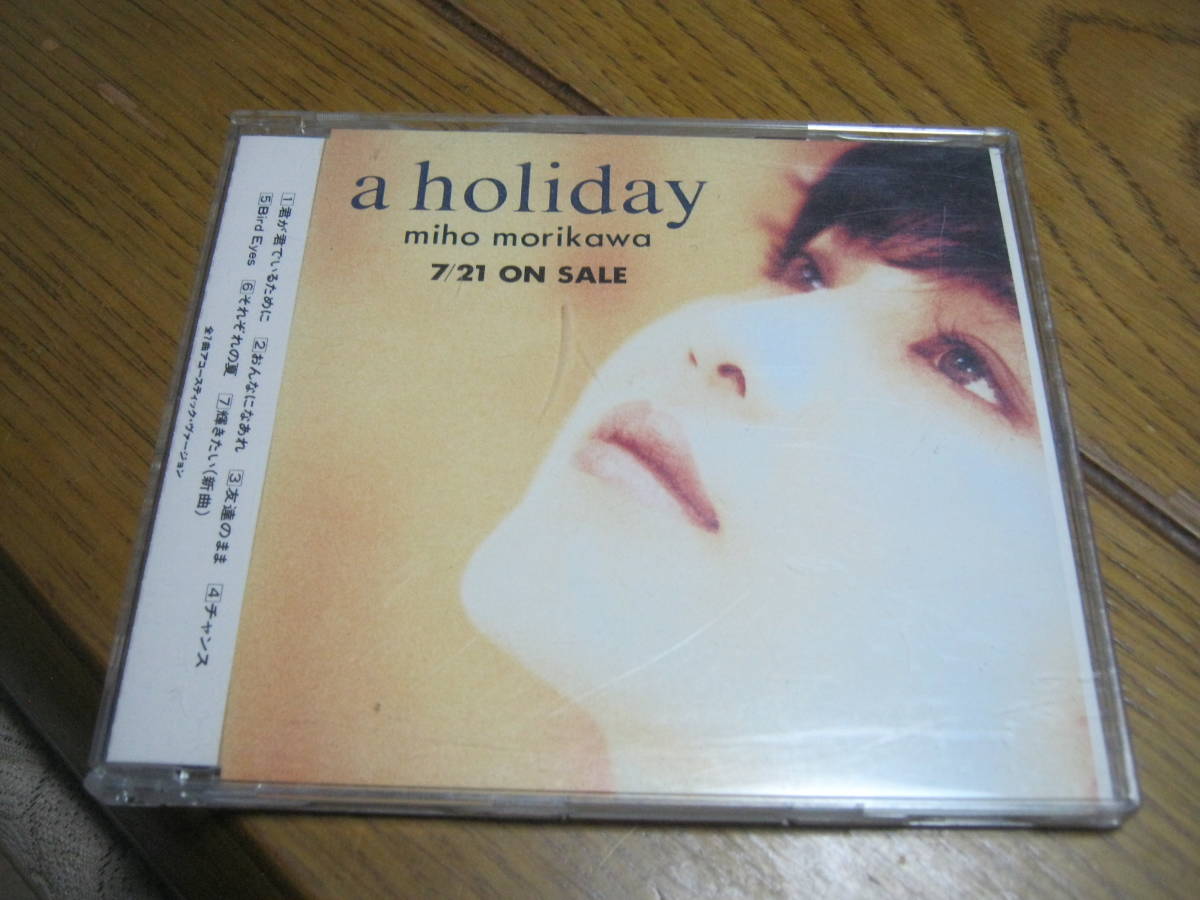 a holiday
miho morikawa
7/21 ON SALE
1君が君でいるために 2おんなになあれ 3友達のまま 4チャンス
5Bird Eyes 6それぞれの夏 7輝きたい(新曲)
全7曲アコースティック・ヴァージョン